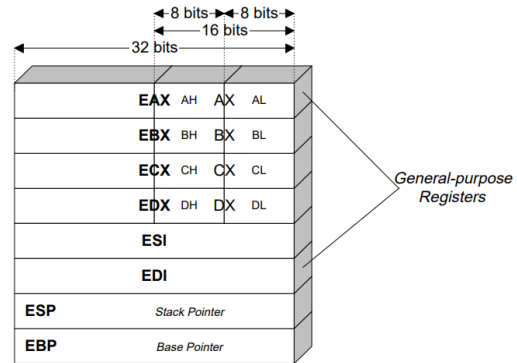 8 bits 8 bits
16 bits
32 bits
EAX AH AX AL
EBX BH BX BL
ECX CH CX CL
EDX DH DX DL
General-purpose
Registers
ESI
EDI
ESP Stack Pointer
EBP Base Pointer